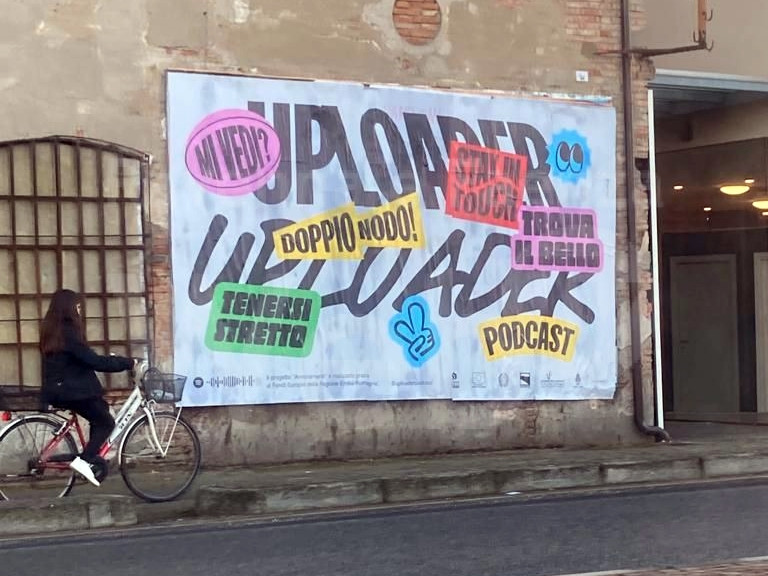 UPLOADER
MI VEDI?
STAY IN
TOUCH
DOPPIO NODO!
TROVA
IL BELLO
UPLOADER
TENERSI
STRETTO
PODCAST